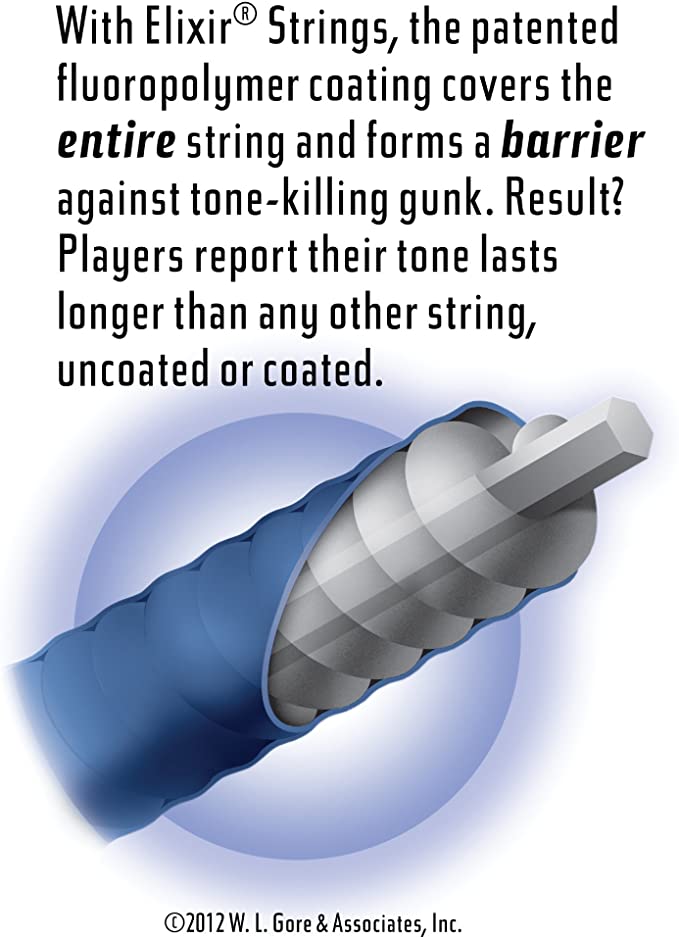 With Elixir® Strings, the patented
fluoropolymer coating covers the
entire string and forms a barrier
against tone-killing gunk. Result?
Players report their tone lasts
longer than any other string,
uncoated or coated.
©2012 W. L. Gore & Associates, Inc.